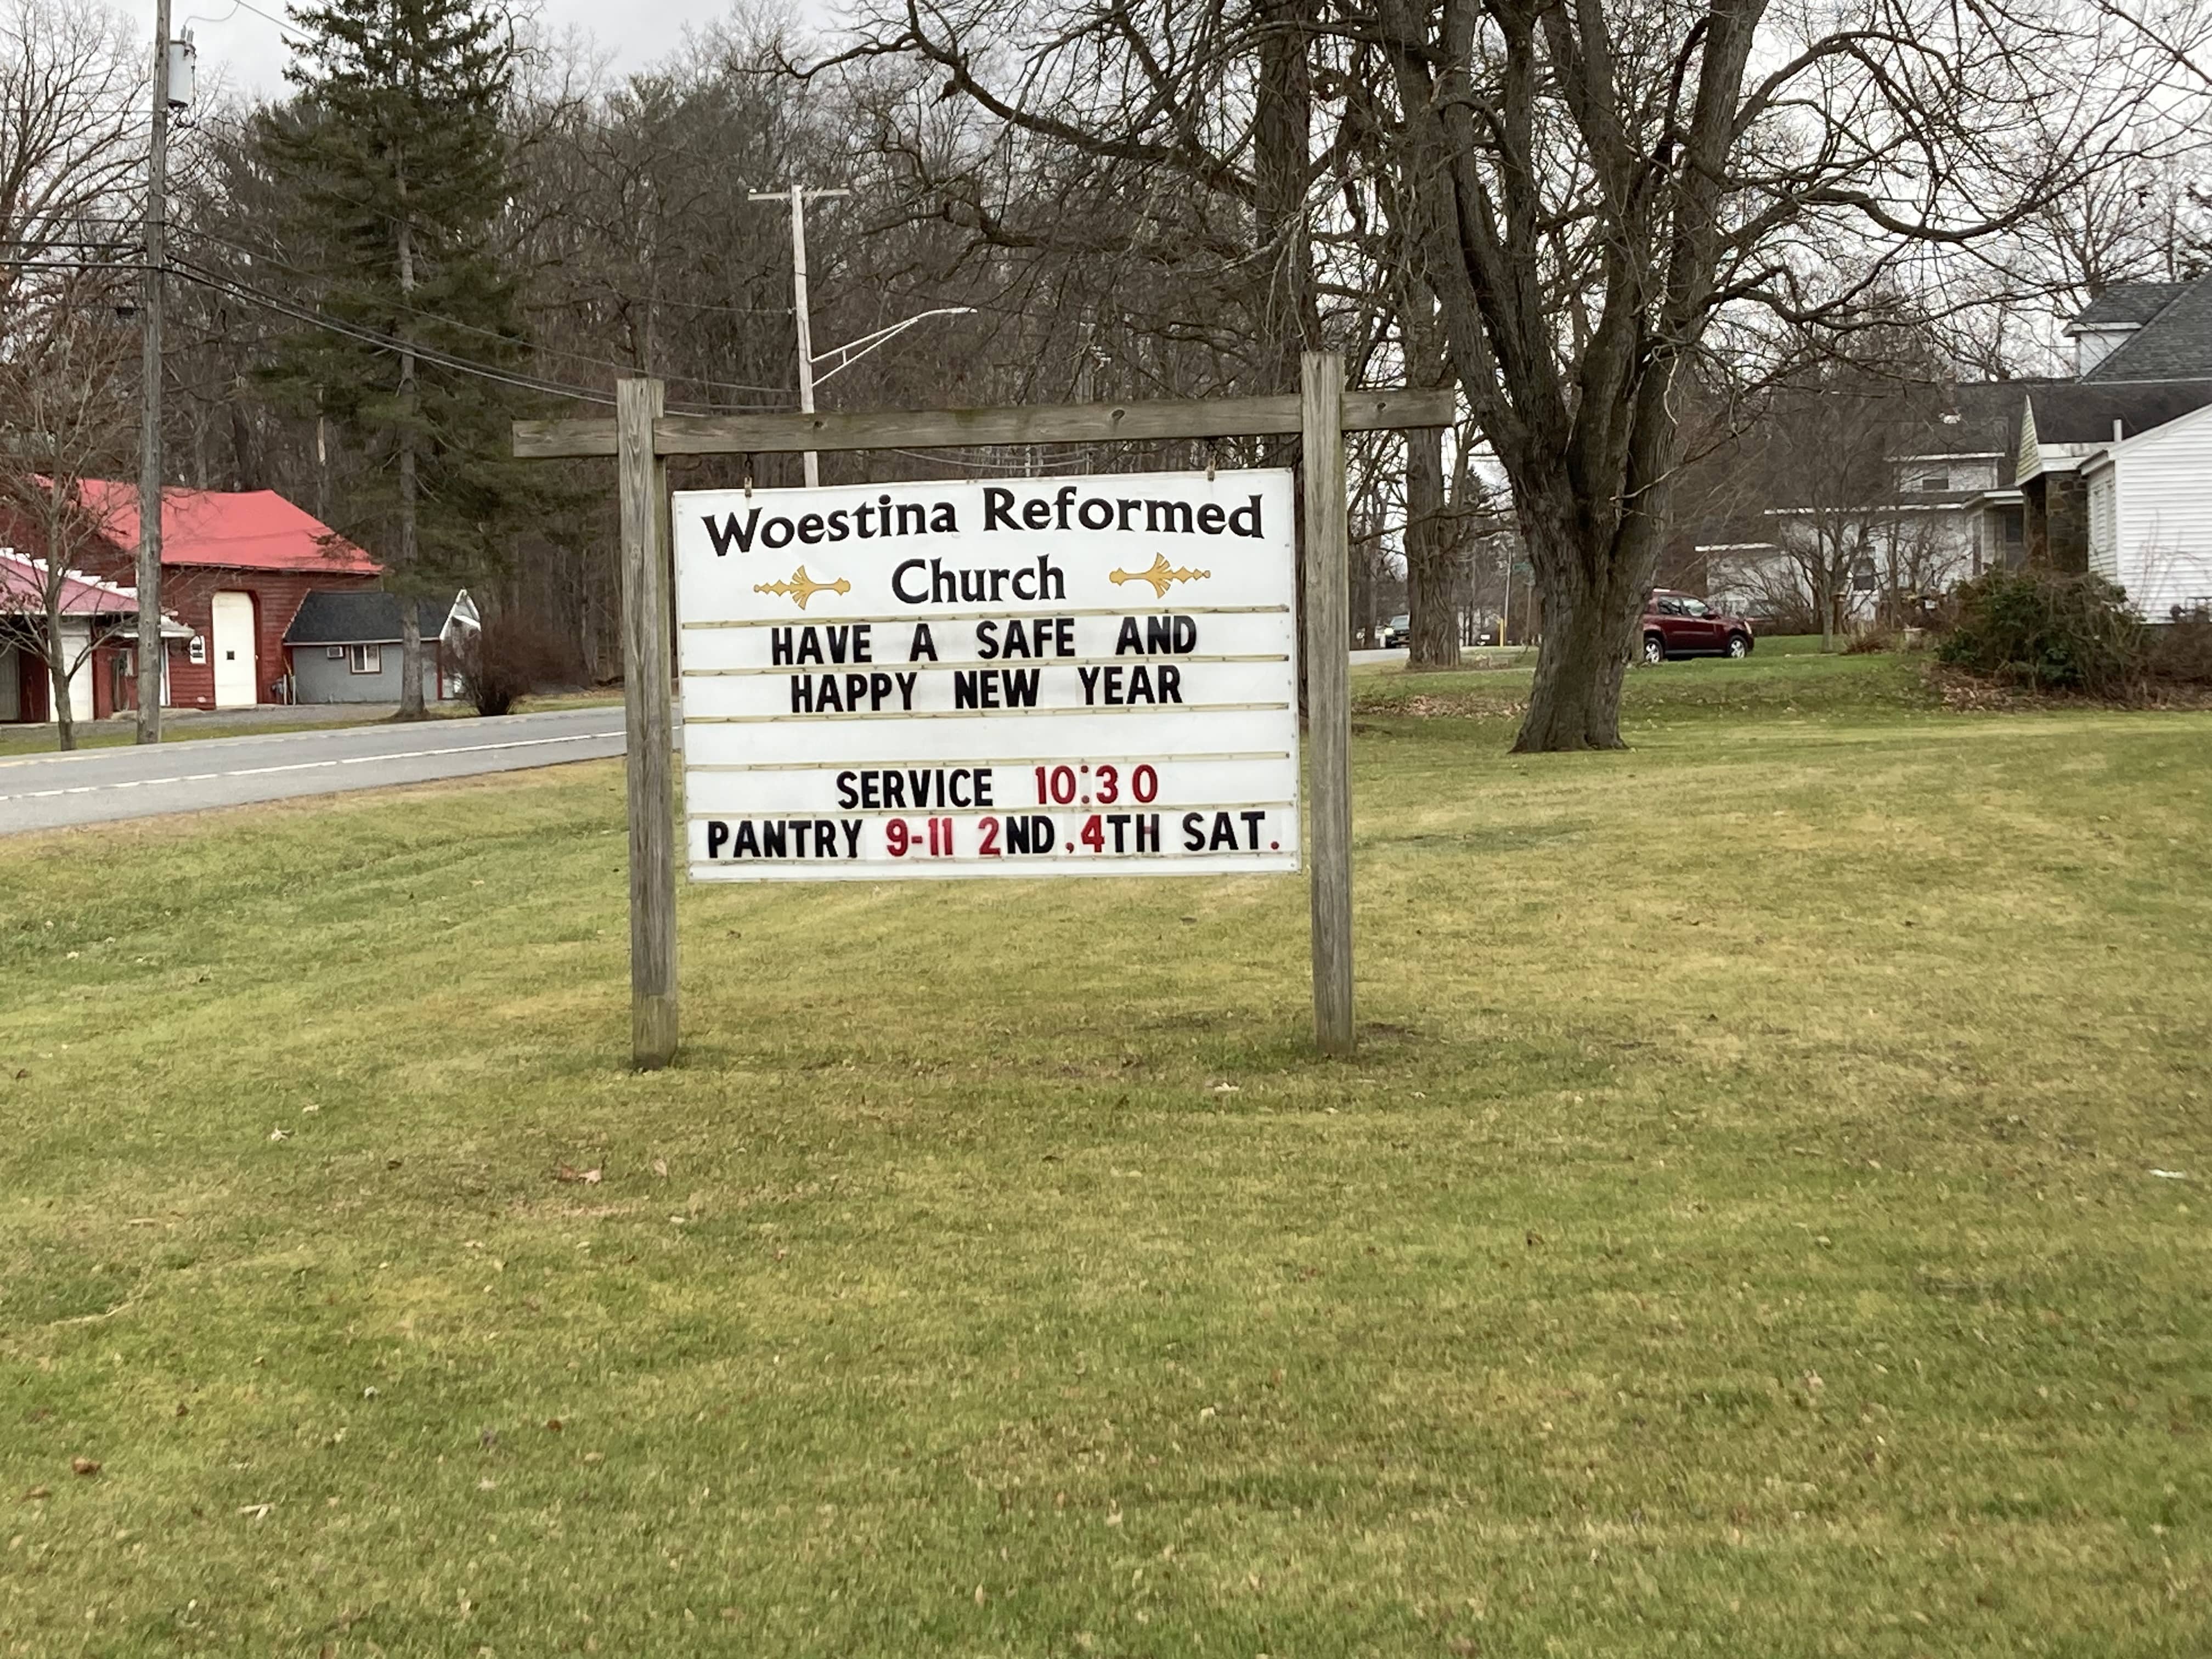 Woestina Reformed
Church
HAVE A SAFE AND
HAPPY NEW YEAR
SERVICE 10:30
PANTRY 9-11 2ND,4TH SAT.